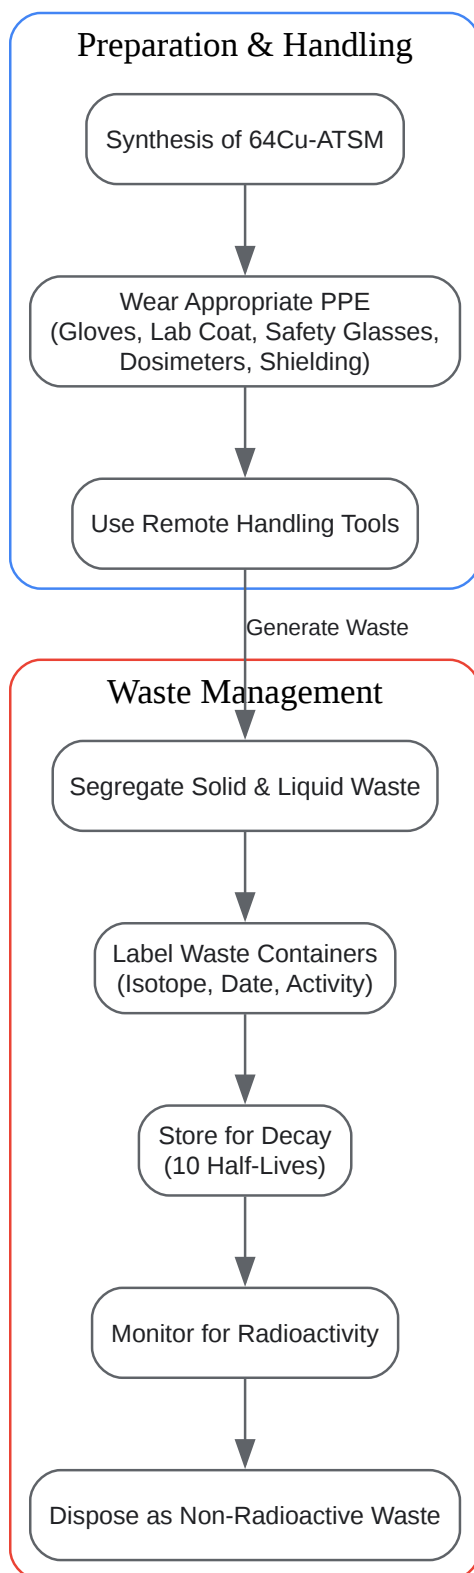 Preparation & Handling
Synthesis of 64Cu-ATSM
Wear Appropriate PPE
(Gloves, Lab Coat, Safety Glasses,
Dosimeters, Shielding)
Use Remote Handling Tools
Generate Waste
Waste Management
Segregate Solid & Liquid Waste
Label Waste Containers
(Isotope, Date, Activity)
Store for Decay
(10 Half-Lives)
Monitor for Radioactivity
Dispose as Non-Radioactive Waste